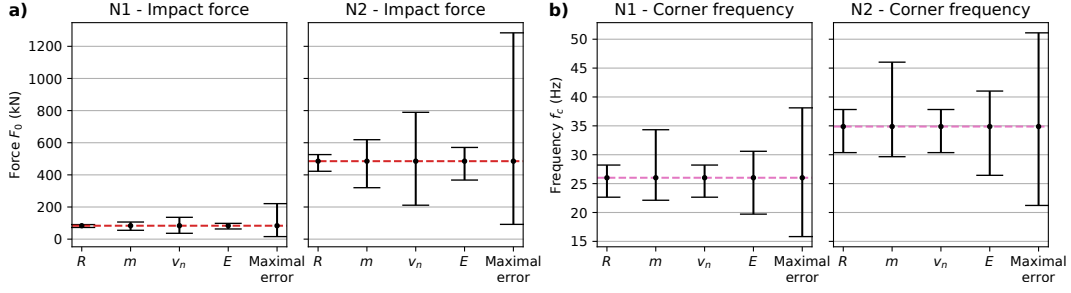 a)
N1 - Impact force
N2 - Impact force
Force F₀ (kN)
1200
1000
800
600
400
200
0
R m vₙ E Maximal
error
R m vₙ E Maximal
error
b)
N1 - Corner frequency
N2 - Corner frequency
Frequency f_c (Hz)
50
45
40
35
30
25
20
15
R m vₙ E Maximal
error
R m vₙ E Maximal
error